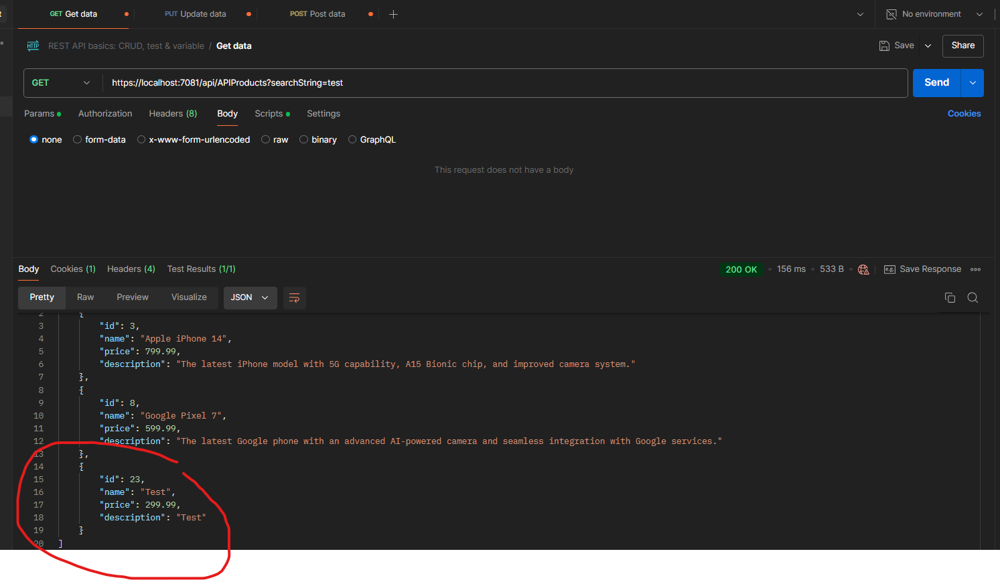 GET Get data
PUT Update data
POST Post data
No environment
REST API basics: CRUD, test & variable / Get data
Save
Share
GET
https://localhost:7081/api/APIProducts?searchString=test
Send
Params
Authorization
Headers (8)
Body
Scripts
Settings
Cookies
none
form-data
x-www-form-urlencoded
raw
binary
GraphQL
This request does not have a body
Body
Cookies (1)
Headers (4)
Test Results (1/1)
200 OK
156 ms
533 B
e.g.
Save Response
Pretty
Raw
Preview
Visualize
JSON
2 {
3 "id": 3,
4 "name": "Apple iPhone 14",
5 "price": 799.99,
6 "description": "The latest iPhone model with 5G capability, A15 Bionic chip, and improved camera system."
7 },
8 {
9 "id": 8,
10 "name": "Google Pixel 7",
11 "price": 599.99,
12 "description": "The latest Google phone with an advanced AI-powered camera and seamless integration with Google services."
13 },
14 {
15 "id": 23,
16 "name": "Test",
17 "price": 299.99,
18 "description": "Test"
19 }
20 ]